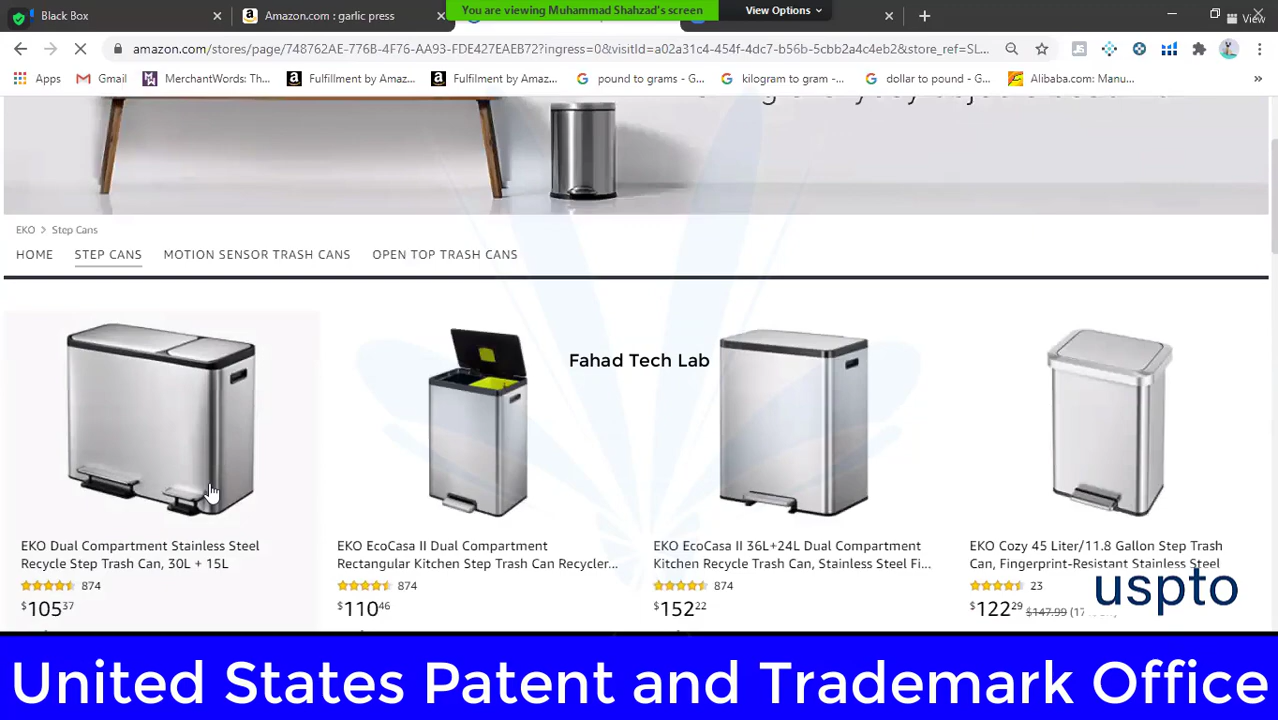 You are viewing Muhammad Shahzad's screen
View Options
Black Box
Amazon.com : garlic press
View
amazon.com/stores/page/748762AE-776B-4F76-AA93-FDE427EAEB72?ingress=0&visitId=a02a31c4-454f-4dc7-b56b-5cbb2a4c4eb2&store_ref=SL...
Apps
Gmail
MerchantWords: Th...
Fulfillment by Amaz...
Fulfilment by Amaz...
pound to grams - G...
kilogram to gram -...
dollar to pound - G...
Alibaba.com: Manu...
EKO > Step Cans
HOME STEP CANS MOTION SENSOR TRASH CANS OPEN TOP TRASH CANS
Fahad Tech Lab
EKO Dual Compartment Stainless Steel
Recycle Step Trash Can, 30L + 15L
874
$105 37
EKO EcoCasa II Dual Compartment
Rectangular Kitchen Step Trash Can Recycler...
874
$110 46
EKO EcoCasa II 36L+24L Dual Compartment
Kitchen Recycle Trash Can, Stainless Steel Fi...
874
$152 22
EKO Cozy 45 Liter/11.8 Gallon Step Trash
Can, Fingerprint-Resistant Stainless Steel
23
$122 29 $147.99
uspto
United States Patent and Trademark Office